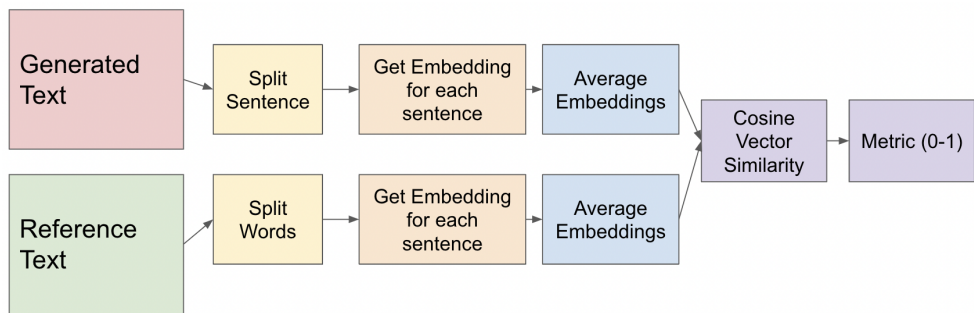 Generated
Text
Split
Sentence
Get Embedding
for each
sentence
Average
Embeddings
Cosine
Vector
Similarity
Metric (0-1)
Reference
Text
Split
Words
Get Embedding
for each
sentence
Average
Embeddings